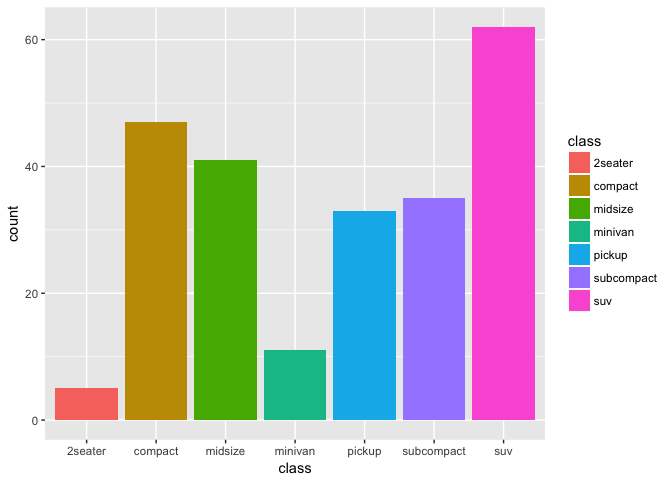 60
40
20
0
count
2seater compact midsize minivan pickup subcompact suv
class
class
2seater
compact
midsize
minivan
pickup
subcompact
suv